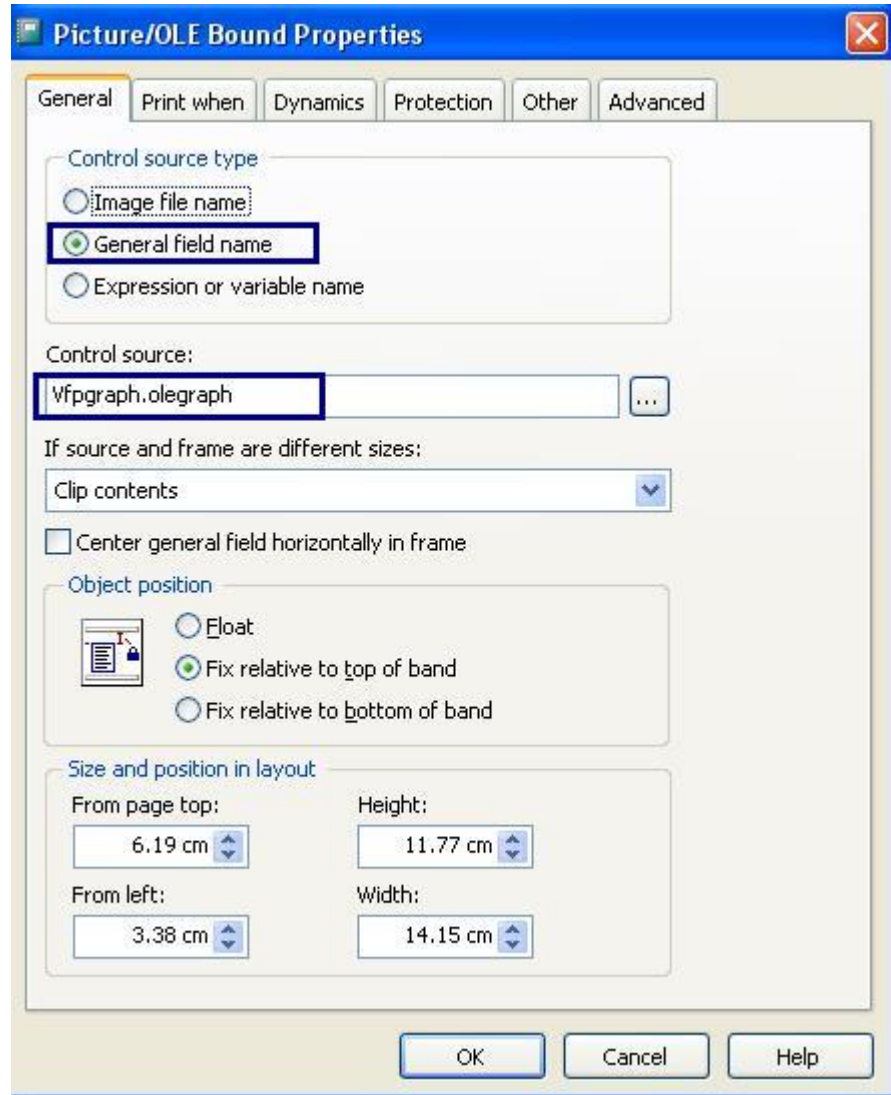 Picture/OLE Bound Properties
General Print when Dynamics Protection Other Advanced
Control source type
Image file name
General field name
Expression or variable name
Control source:
Vfpgraph.olegraph ...
If source and frame are different sizes:
Clip contents
Center general field horizontally in frame
Object position
Float
Fix relative to top of band
Fix relative to bottom of band
Size and position in layout
From page top: Height:
6.19 cm 11.77 cm
From left: Width:
3.38 cm 14.15 cm
OK Cancel Help